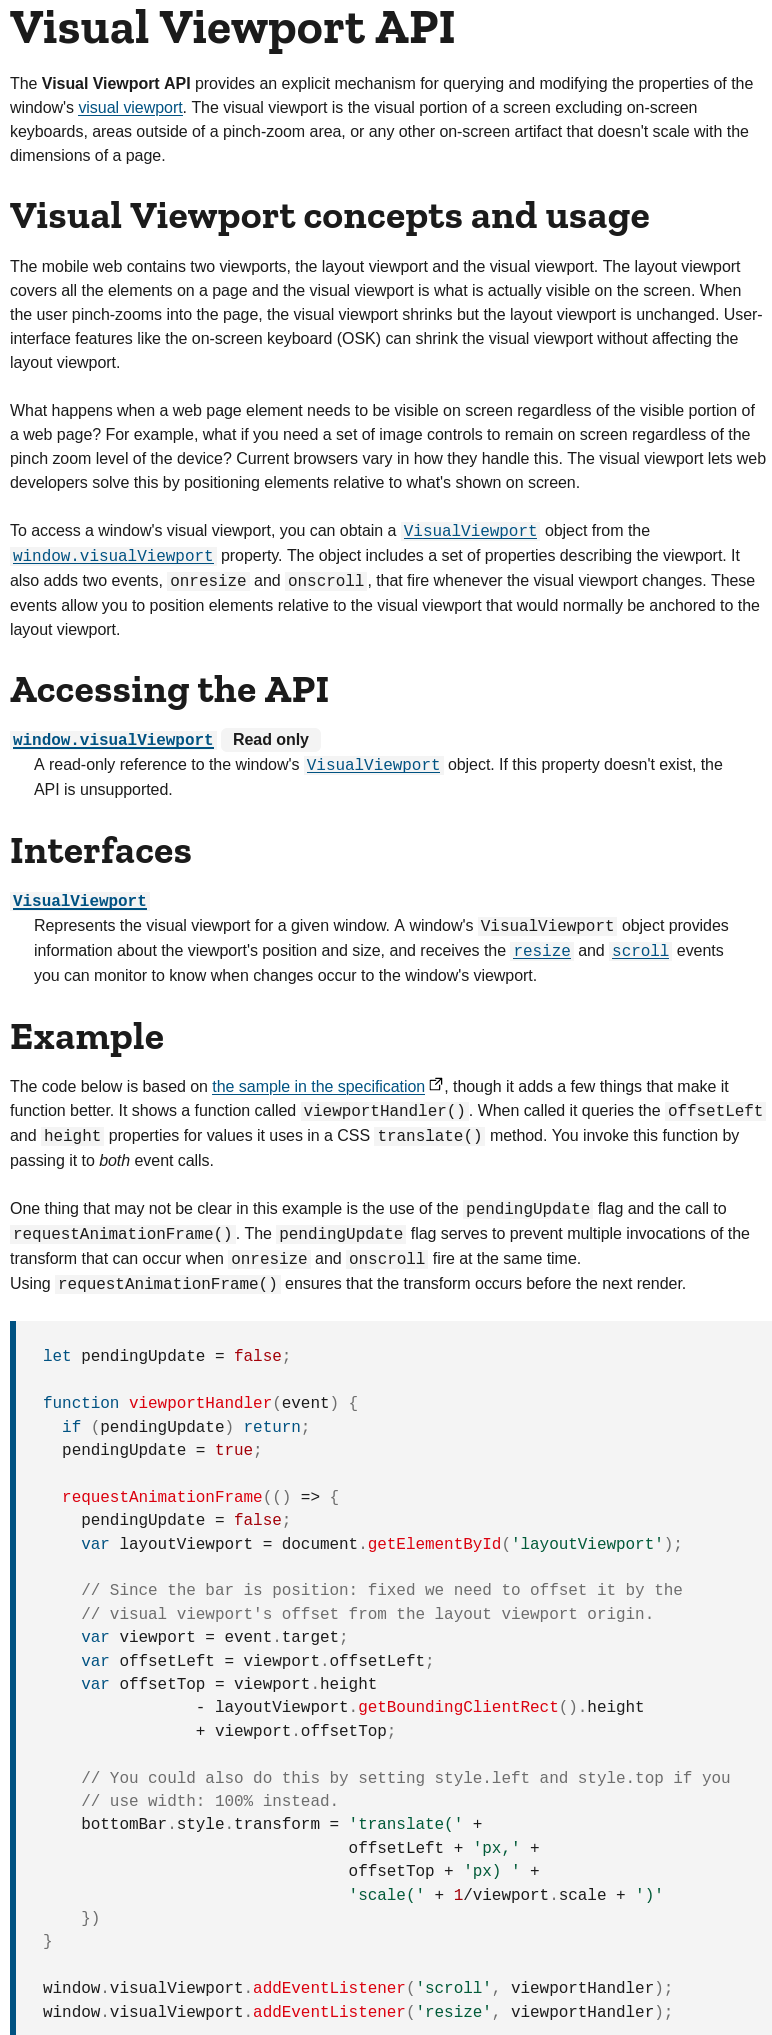 Visual Viewport API
The Visual Viewport API provides an explicit mechanism for querying and modifying the properties of the
window's visual viewport. The visual viewport is the visual portion of a screen excluding on-screen
keyboards, areas outside of a pinch-zoom area, or any other on-screen artifact that doesn't scale with the
dimensions of a page.
Visual Viewport concepts and usage
The mobile web contains two viewports, the layout viewport and the visual viewport. The layout viewport
covers all the elements on a page and the visual viewport is what is actually visible on the screen. When
the user pinch-zooms into the page, the visual viewport shrinks but the layout viewport is unchanged. User-
interface features like the on-screen keyboard (OSK) can shrink the visual viewport without affecting the
layout viewport.
What happens when a web page element needs to be visible on screen regardless of the visible portion of
a web page? For example, what if you need a set of image controls to remain on screen regardless of the
pinch zoom level of the device? Current browsers vary in how they handle this. The visual viewport lets web
developers solve this by positioning elements relative to what's shown on screen.
To access a window's visual viewport, you can obtain a VisualViewport object from the
window.visualViewport property. The object includes a set of properties describing the viewport. It
also adds two events, onresize and onscroll, that fire whenever the visual viewport changes. These
events allow you to position elements relative to the visual viewport that would normally be anchored to the
layout viewport.
Accessing the API
window.visualViewport Read only
A read-only reference to the window's VisualViewport object. If this property doesn't exist, the
API is unsupported.
Interfaces
VisualViewport
Represents the visual viewport for a given window. A window's VisualViewport object provides
information about the viewport's position and size, and receives the resize and scroll events
you can monitor to know when changes occur to the window's viewport.
Example
The code below is based on the sample in the specification, though it adds a few things that make it
function better. It shows a function called viewportHandler(). When called it queries the offsetLeft
and height properties for values it uses in a CSS translate() method. You invoke this function by
passing it to both event calls.
One thing that may not be clear in this example is the use of the pendingUpdate flag and the call to
requestAnimationFrame(). The pendingUpdate flag serves to prevent multiple invocations of the
transform that can occur when onresize and onscroll fire at the same time.
Using requestAnimationFrame() ensures that the transform occurs before the next render.
let pendingUpdate = false;
function viewportHandler(event) {
  if (pendingUpdate) return;
  pendingUpdate = true;
  requestAnimationFrame(() => {
    pendingUpdate = false;
    var layoutViewport = document.getElementById('layoutViewport');
    // Since the bar is position: fixed we need to offset it by the
    // visual viewport's offset from the layout viewport origin.
    var viewport = event.target;
    var offsetLeft = viewport.offsetLeft;
    var offsetTop = viewport.height
                - layoutViewport.getBoundingClientRect().height
                + viewport.offsetTop;
    // You could also do this by setting style.left and style.top if you
    // use width: 100% instead.
    bottomBar.style.transform = 'translate(' +
                                offsetLeft + 'px,' +
                                offsetTop + 'px) ' +
                                'scale(' + 1/viewport.scale + ')'
    })
}
window.visualViewport.addEventListener('scroll', viewportHandler);
window.visualViewport.addEventListener('resize', viewportHandler);